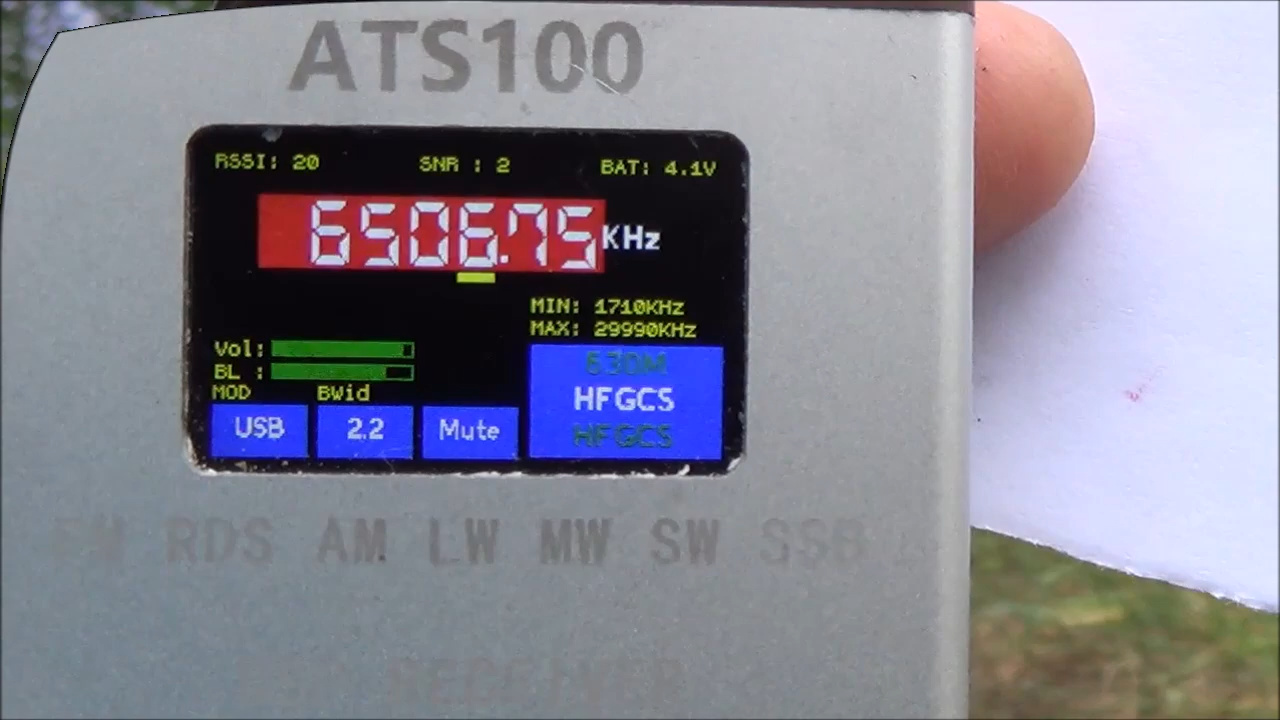 ATS100
RSSI: 20 SNR : 2 BAT: 4.1V
6506.75 KHz
MIN: 1710KHz
MAX: 29990KHz
Vol:
BL :
MOD BWid
630M
HFGCS
HFGCS
USB 2.2 Mute
FM RDS AM LW MW SW SSB
RECEIVER